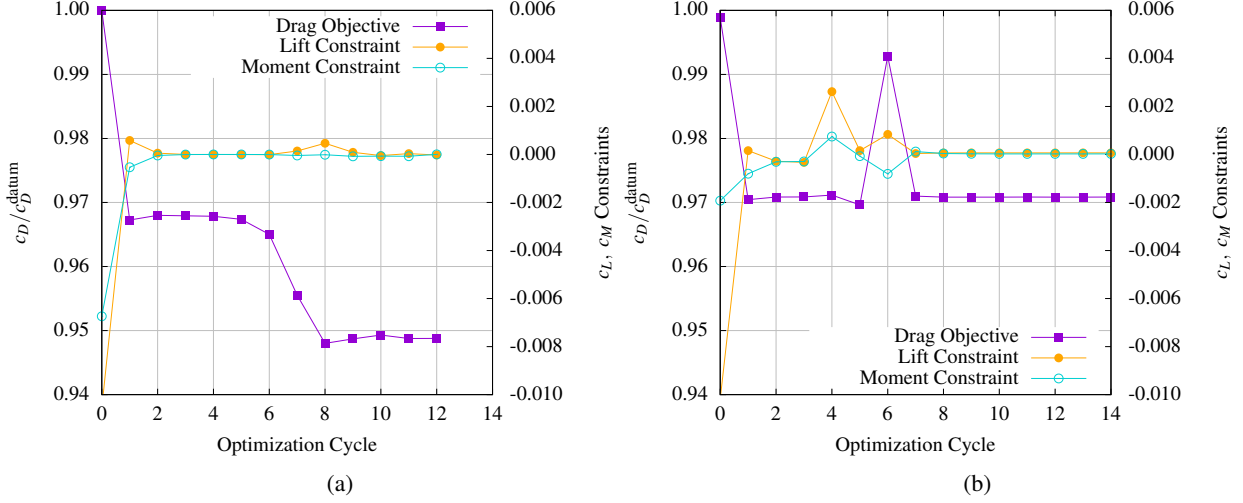 1.00
0.99
0.98
0.97
0.96
0.95
0.94
c_D/c_D^datum
0 2 4 6 8 10 12 14
Optimization Cycle
0.006
0.004
0.002
0.000
-0.002
-0.004
-0.006
-0.008
-0.010
c_L, c_M Constraints
Drag Objective
Lift Constraint
Moment Constraint
(a)
1.00
0.99
0.98
0.97
0.96
0.95
0.94
c_D/c_D^datum
0 2 4 6 8 10 12 14
Optimization Cycle
0.006
0.004
0.002
0.000
-0.002
-0.004
-0.006
-0.008
-0.010
c_L, c_M Constraints
Drag Objective
Lift Constraint
Moment Constraint
(b)